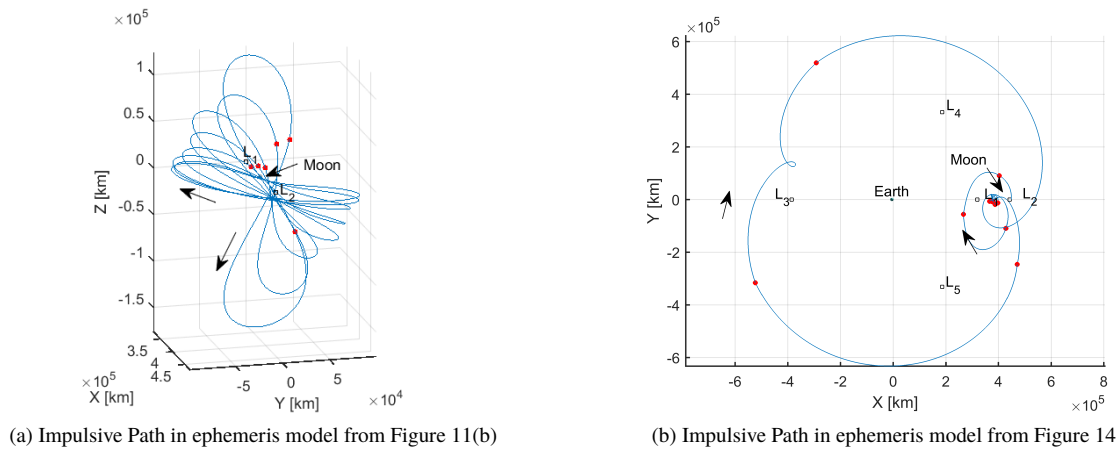 ×10⁵
1
0.5
0
-0.5
-1
-1.5
Z [km]
L₁
Moon
L₂
3.5
4
4.5
×10⁵
X [km]
-5
0
5
×10⁴
Y [km]
(a) Impulsive Path in ephemeris model from Figure 11(b)
×10⁵
6
4
2
0
-2
-4
-6
Y [km]
L₄
Moon
Earth
L₃
L₂
L₅
-6
-4
-2
0
2
4
6
8
X [km]
×10⁵
(b) Impulsive Path in ephemeris model from Figure 14